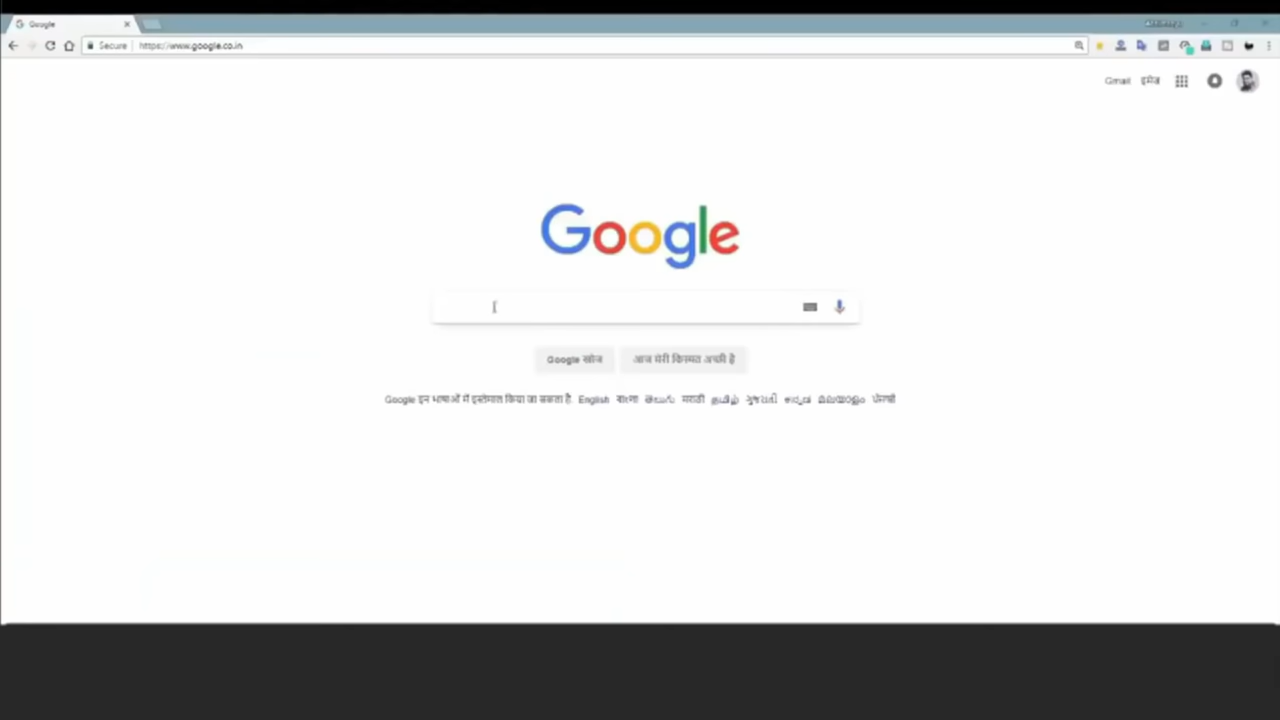 Google
Secure https://www.google.co.in
Gmail इमेज
Google
Google खोज आज मेरी किस्मत अच्छी है
Google इन भाषाओं में इस्तेमाल किया जा सकता है: English বাংলা తెలుగు मराठी தமிழ் ગુજરાતી ಕನ್ನಡ മലയാളം ਪੰਜਾਬੀ